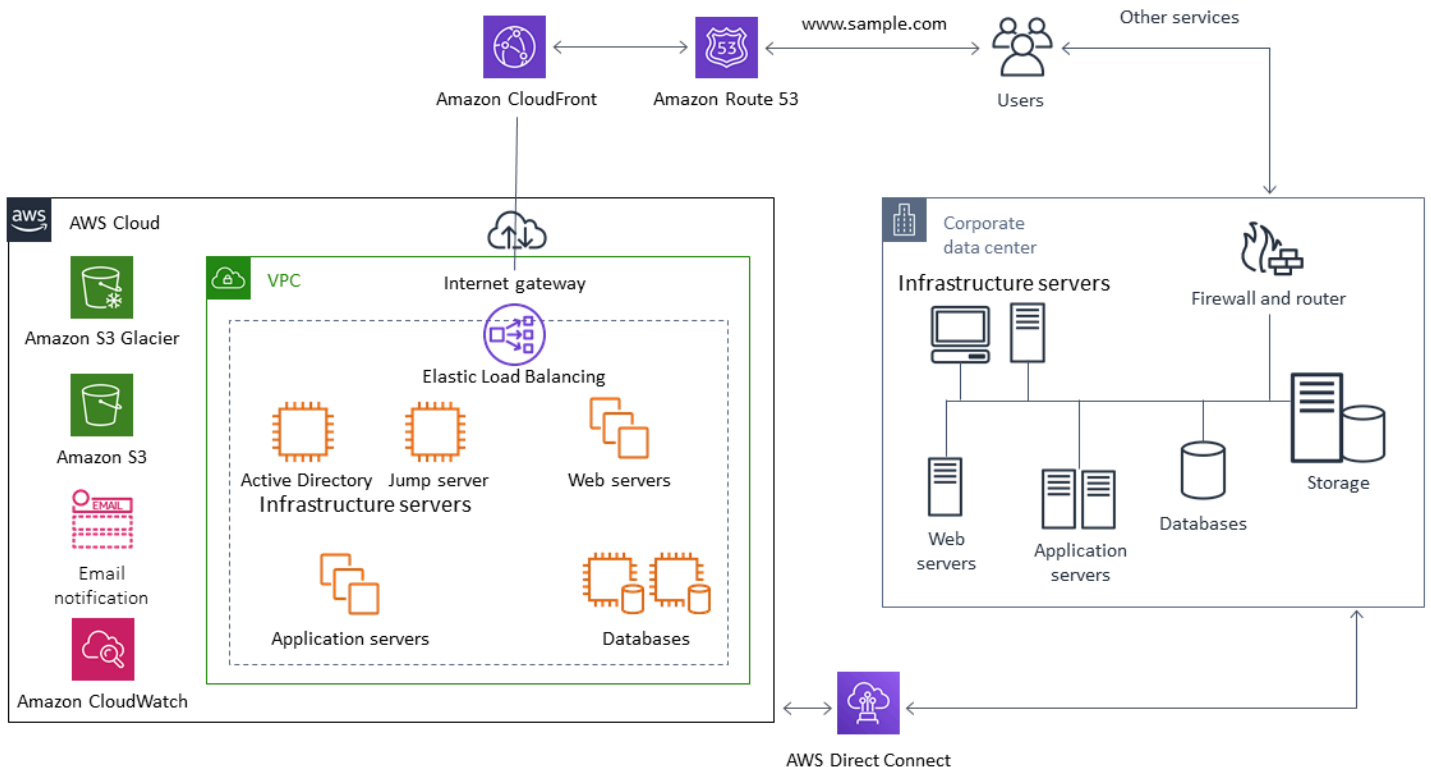 www.sample.com
Other services
53
Amazon CloudFront
Amazon Route 53
Users
aws
AWS Cloud
Corporate
data center
VPC
Internet gateway
Infrastructure servers
Firewall and router
Amazon S3 Glacier
Elastic Load Balancing
Amazon S3
Active Directory
Jump server
Web servers
Infrastructure servers
Storage
EMAIL
Databases
Web
servers
Application
servers
Email
notification
Application servers
Databases
Amazon CloudWatch
AWS Direct Connect